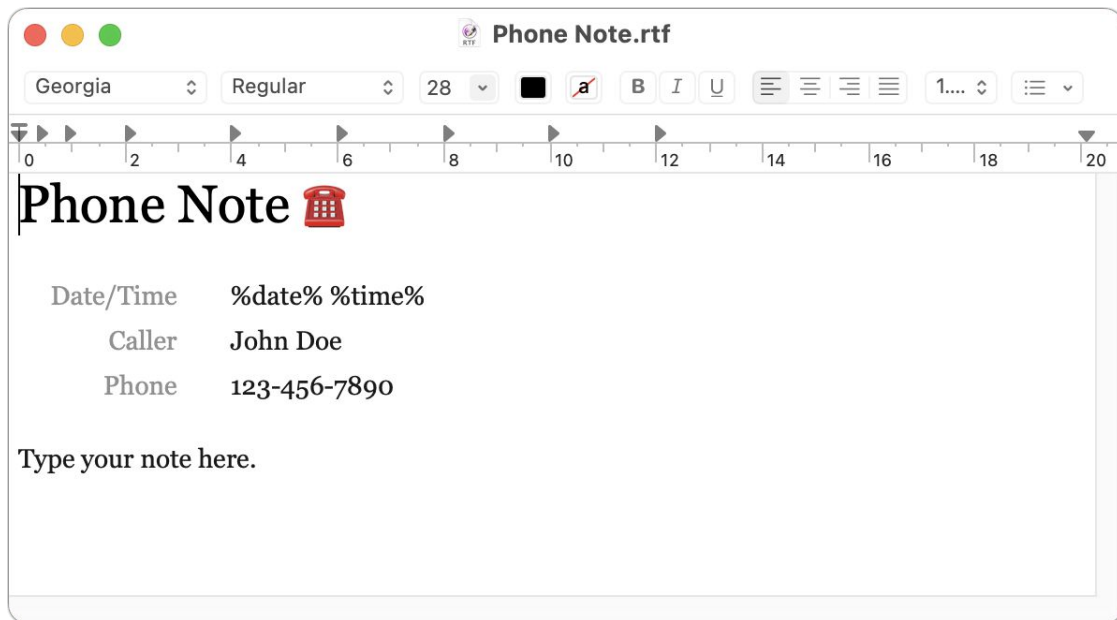 Phone Note.rtf
Georgia Regular 28 a B I U 1....
0 2 4 6 8 10 12 14 16 18 20
Phone Note ☎️
Date/Time %date% %time%
Caller John Doe
Phone 123-456-7890
Type your note here.